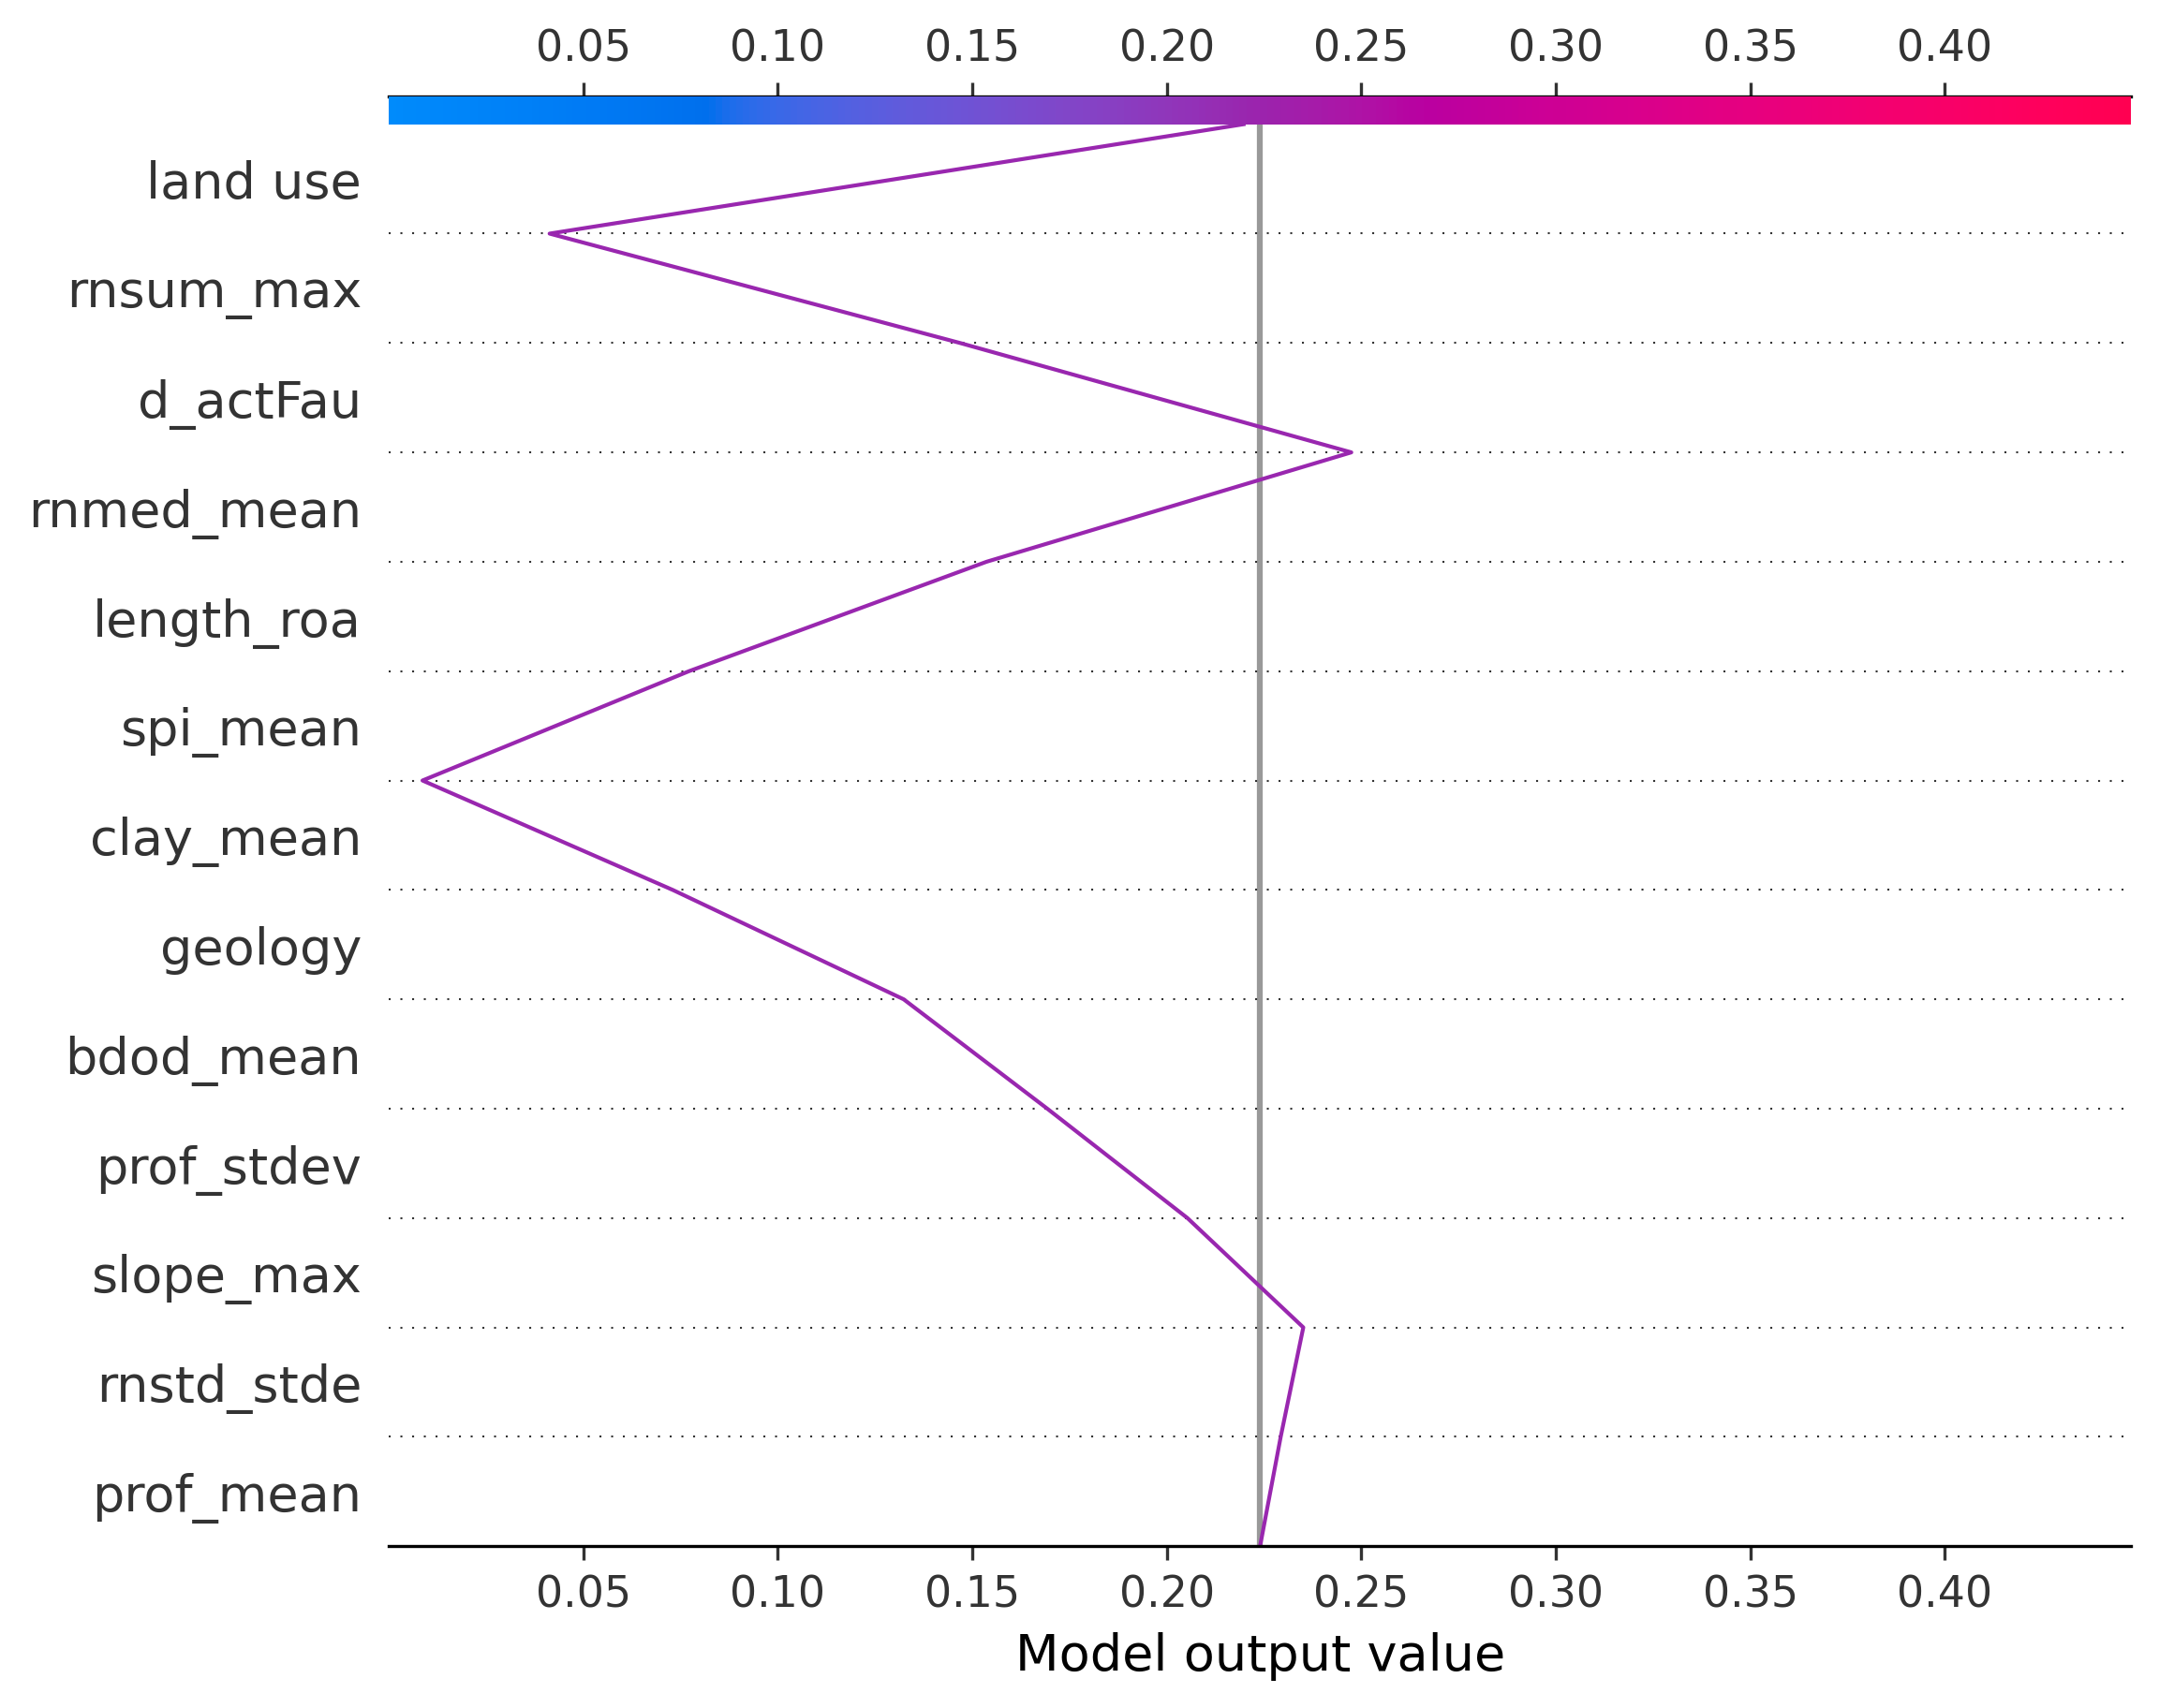 0.05 0.10 0.15 0.20 0.25 0.30 0.35 0.40
land use
rnsum_max
d_actFau
rnmed_mean
length_roa
spi_mean
clay_mean
geology
bdod_mean
prof_stdev
slope_max
rnstd_stde
prof_mean
0.05 0.10 0.15 0.20 0.25 0.30 0.35 0.40
Model output value